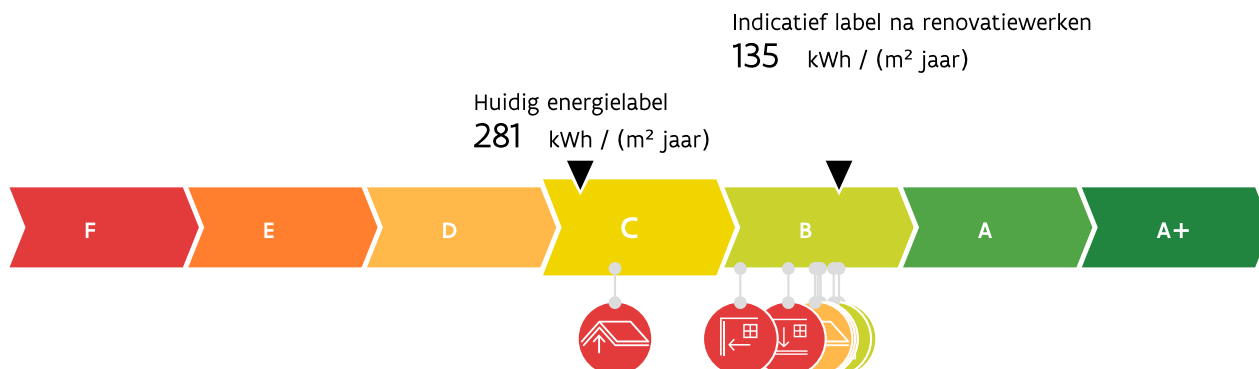 Indicatief label na renovatiewerken
135 kWh / (m² jaar)
Huidig energielabel
281 kWh / (m² jaar)
F E D C B A A+